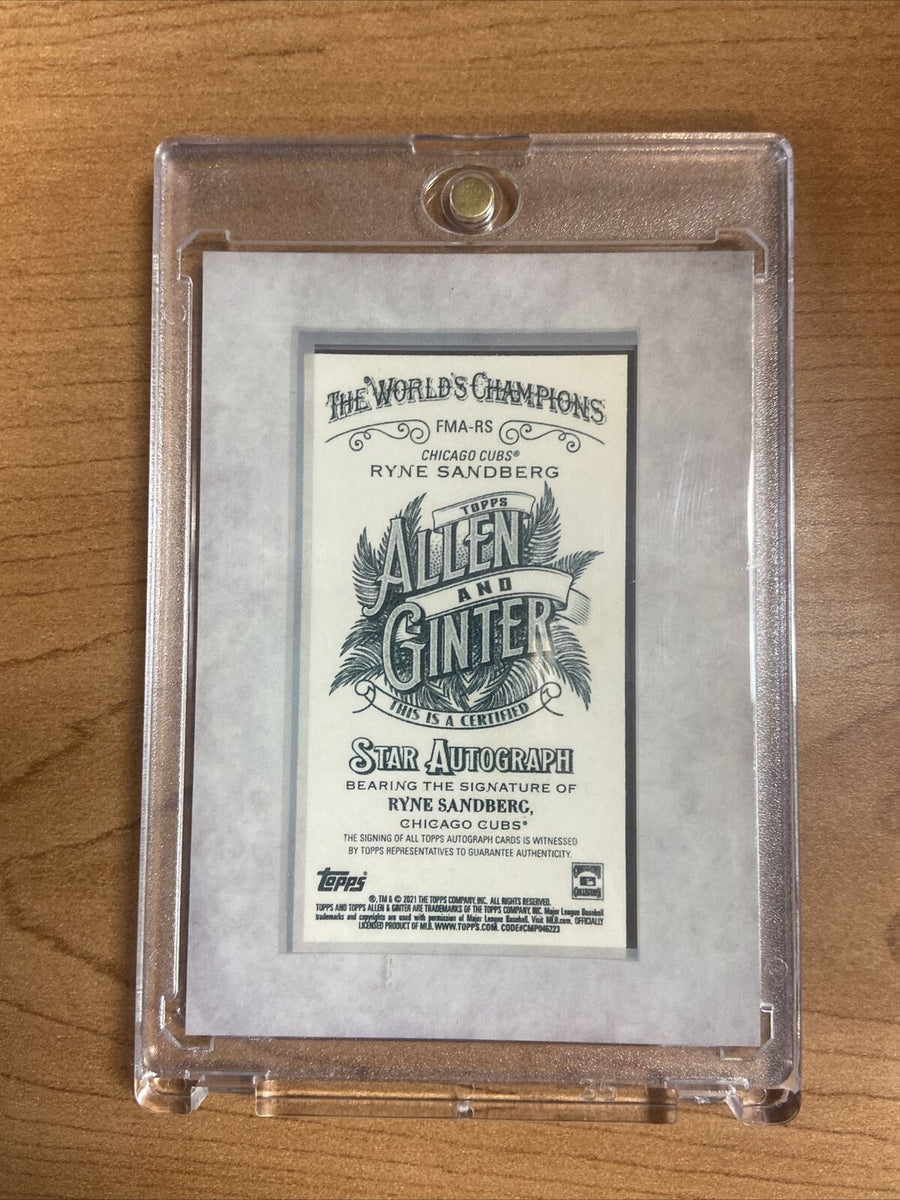 THE WORLD'S CHAMPIONS
FMA-RS
CHICAGO CUBS®
RYNE SANDBERG
TOPPS
ALLEN
AND
GINTER
THIS IS A CERTIFIED
STAR AUTOGRAPH
BEARING THE SIGNATURE OF
RYNE SANDBERG,
CHICAGO CUBS®
THE SIGNING OF ALL TOPPS AUTOGRAPH CARDS IS WITNESSED
BY TOPPS REPRESENTATIVES TO GUARANTEE AUTHENTICITY.
topps®
®, TM & © 2021 THE TOPPS COMPANY, INC. ALL RIGHTS RESERVED.
TOPPS AND TOPPS ALLEN & GINTER ARE TRADEMARKS OF THE TOPPS COMPANY, INC. Major League Baseball
trademarks and copyrights are used with permission of Major League Baseball. Visit MLB.com. OFFICIALLY
LICENSED PRODUCT OF MLB. WWW.TOPPS.COM. CODE#CMP046223
35